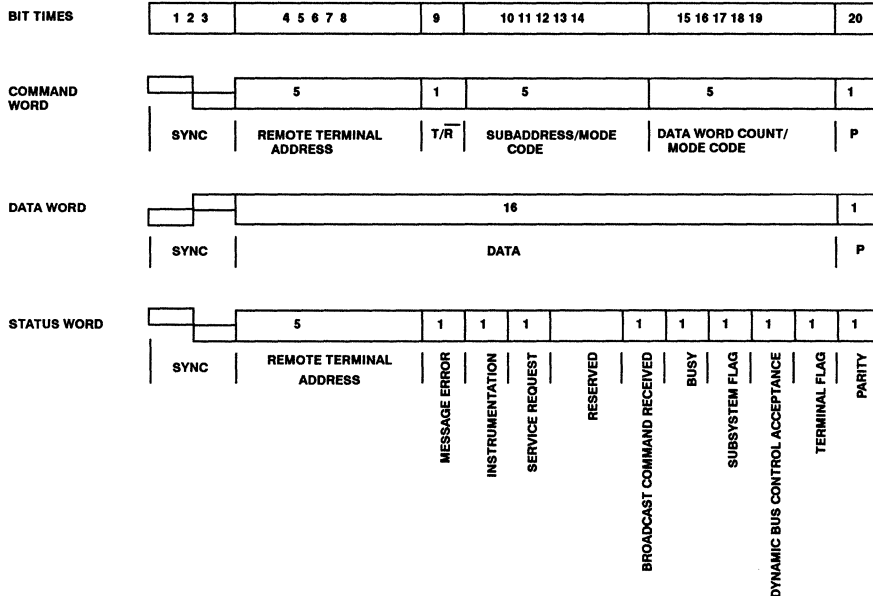 BIT TIMES
1 2 3
4 5 6 7 8
9
10 11 12 13 14
15 16 17 18 19
20
COMMAND
WORD
5
1
5
5
1
SYNC
REMOTE TERMINAL
ADDRESS
T/R̅
SUBADDRESS/MODE
CODE
DATA WORD COUNT/
MODE CODE
P
DATA WORD
16
1
SYNC
DATA
P
STATUS WORD
5
1
1
1
1
1
1
1
1
1
SYNC
REMOTE TERMINAL
ADDRESS
MESSAGE ERROR
INSTRUMENTATION
SERVICE REQUEST
RESERVED
BROADCAST COMMAND RECEIVED
BUSY
SUBSYSTEM FLAG
DYNAMIC BUS CONTROL ACCEPTANCE
TERMINAL FLAG
PARITY